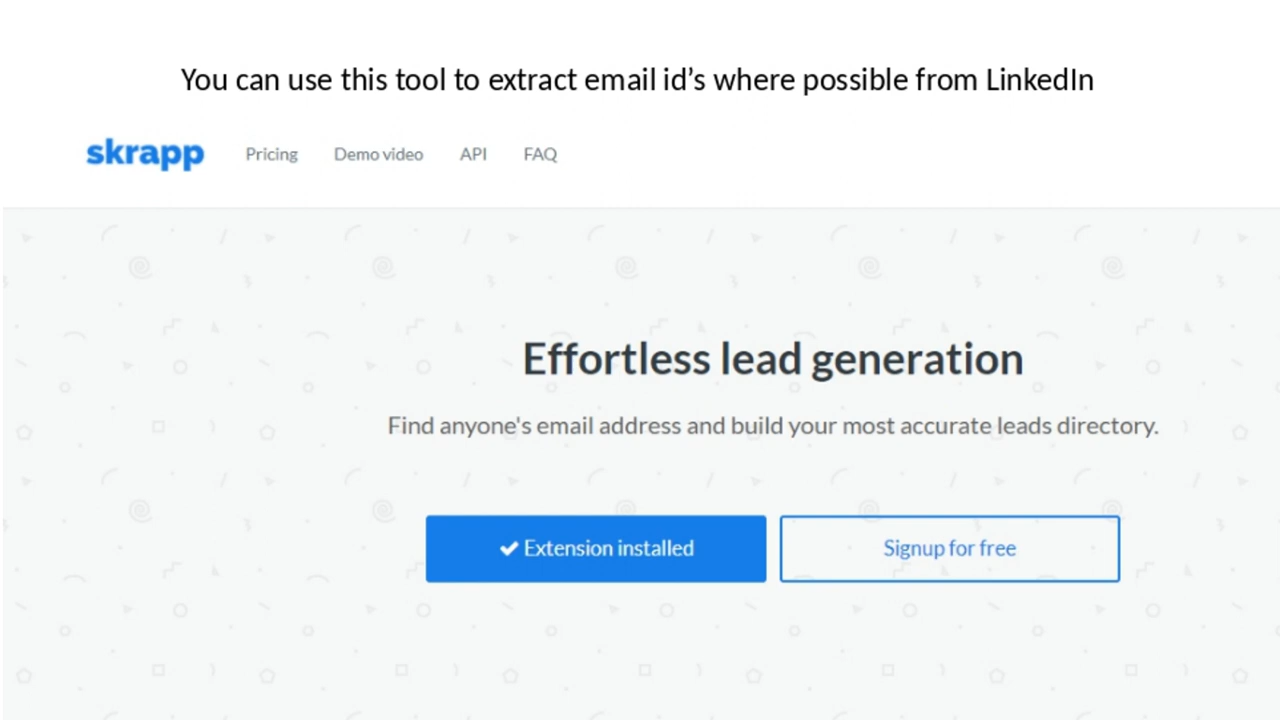 You can use this tool to extract email id’s where possible from LinkedIn
skrapp Pricing Demo video API FAQ
Effortless lead generation
Find anyone's email address and build your most accurate leads directory.
Extension installed Signup for free